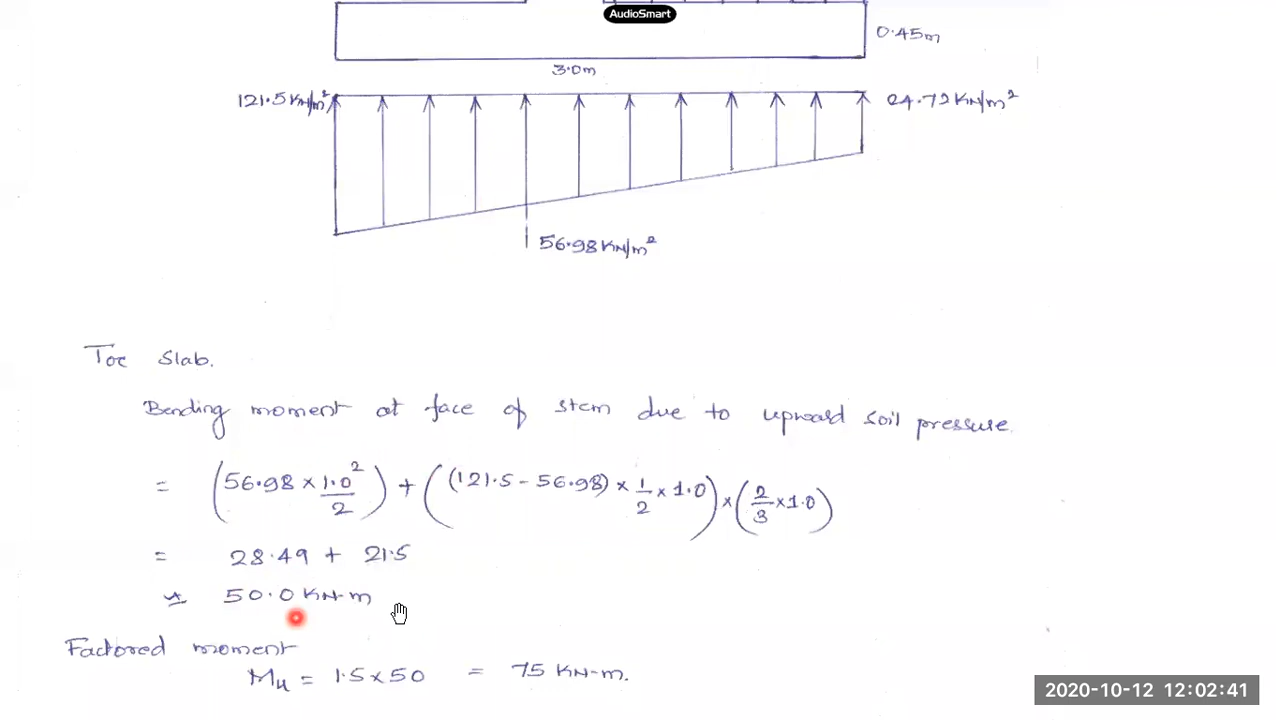 AudioSmart
0.45m
3.0m
121.5 KN/m² 24.72 KN/m²
56.98 KN/m²
Toe Slab.
Bending moment at face of stem due to upward soil pressure.
= (56.98 × 1.0²/2) + ((121.5 - 56.98) × 1/2 × 1.0) × (2/3 × 1.0)
= 28.49 + 21.5
≃ 50.0 KN-m
Factored moment
Mu = 1.5 × 50 = 75 KN-m.
2020-10-12 12:02:41